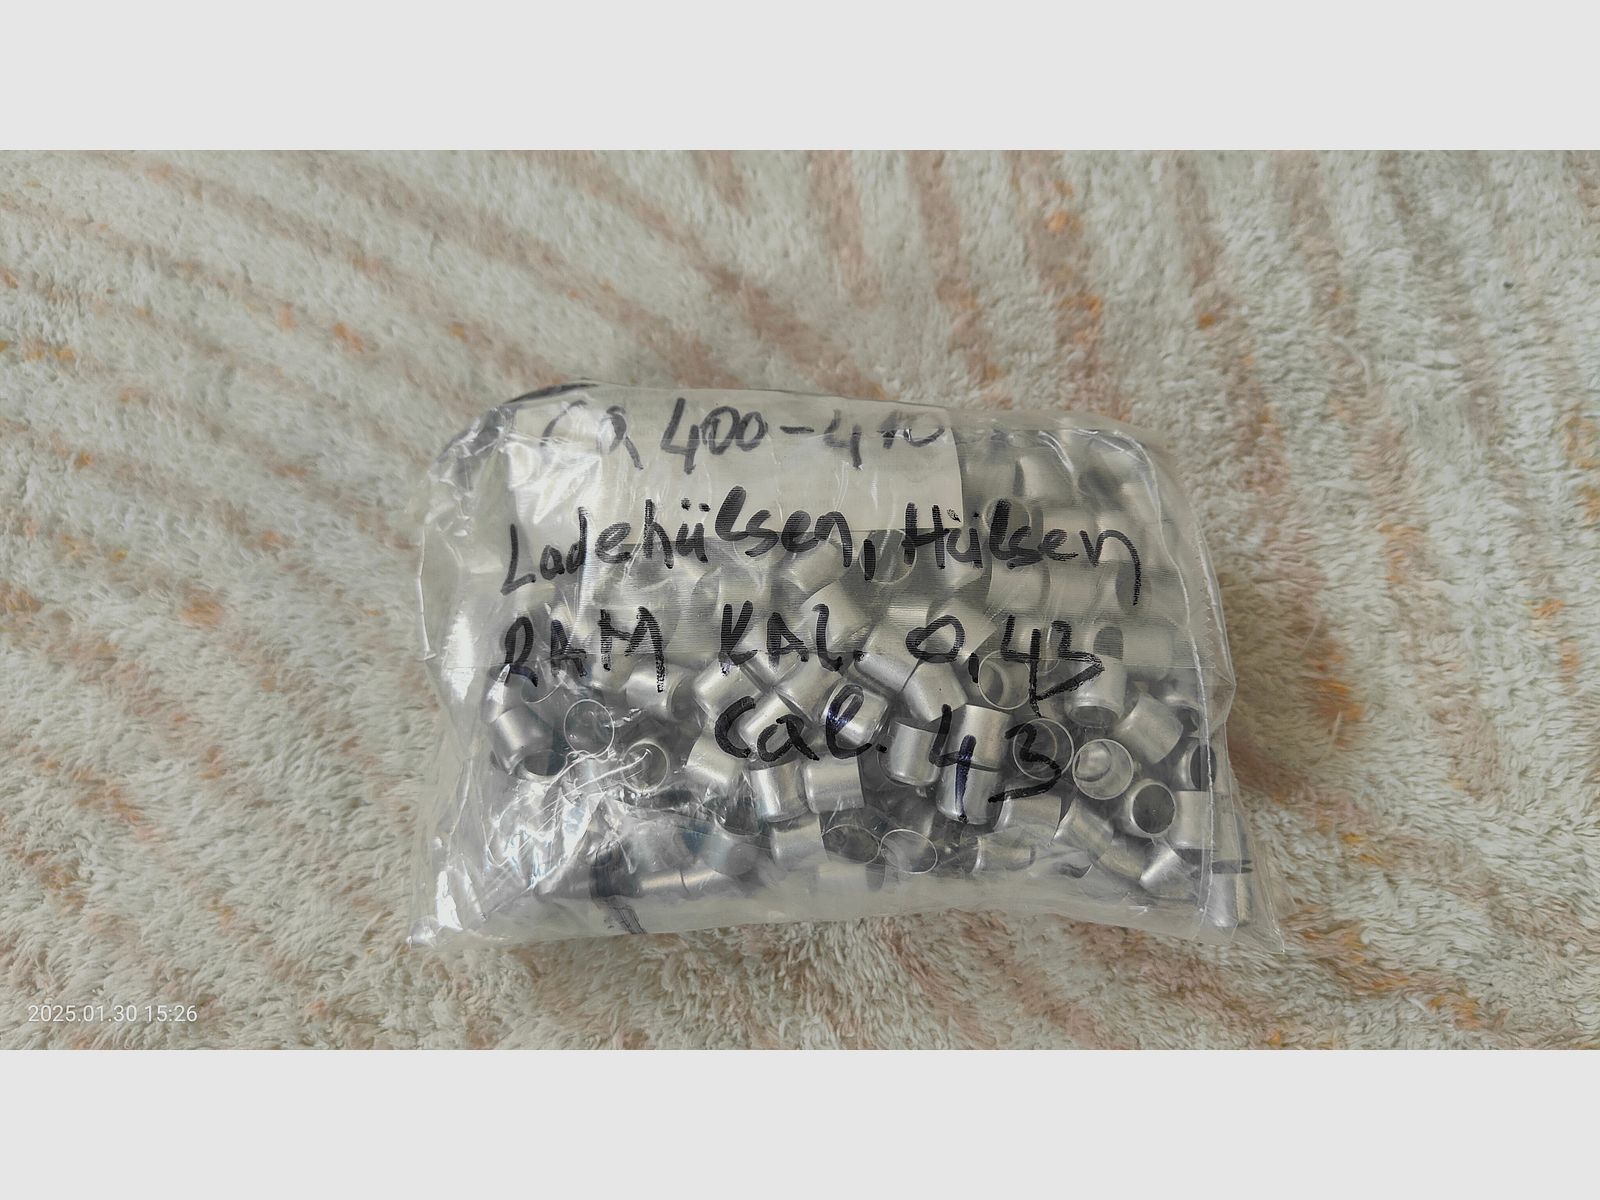 ca 400-410
Ladehülsen, Hülsen
RAM KAL. 0,43
Cal. 43
2025.01.30 15:26